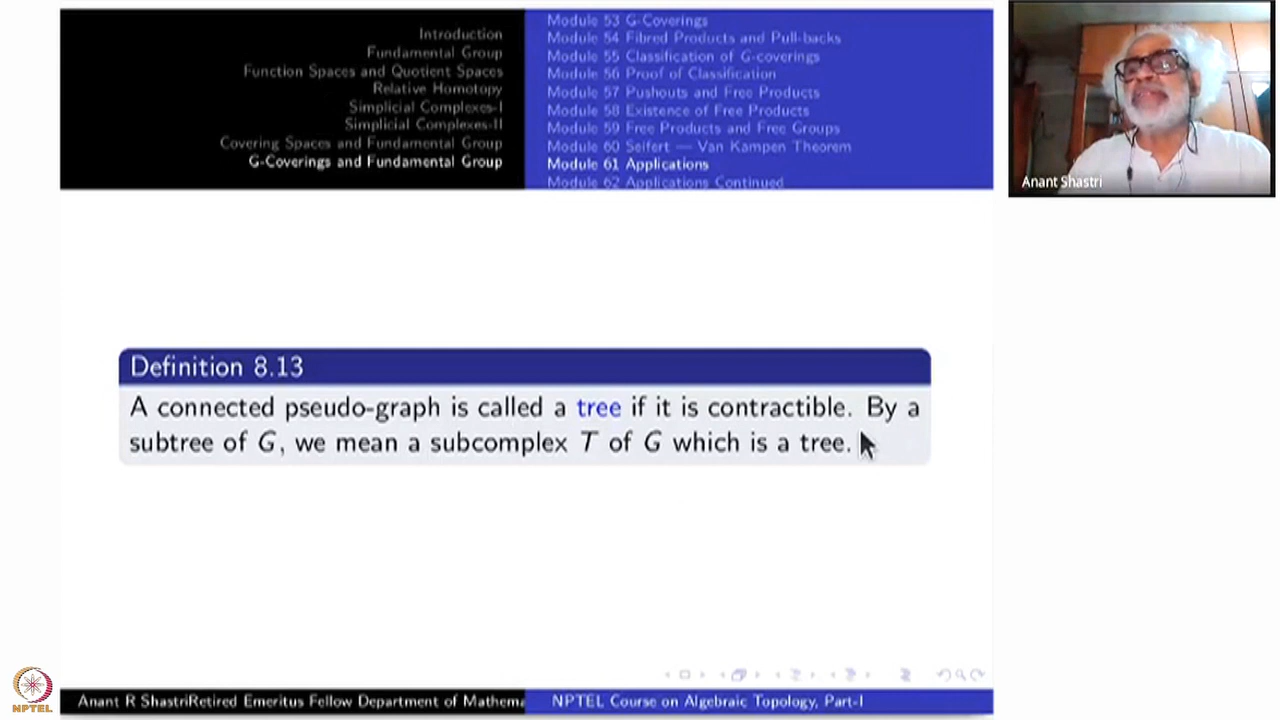 Introduction
Fundamental Group
Function Spaces and Quotient Spaces
Relative Homotopy
Simplicial Complexes-I
Simplicial Complexes-II
Covering Spaces and Fundamental Group
G-Coverings and Fundamental Group
Module 53 G-Coverings
Module 54 Fibred Products and Pull-backs
Module 55 Classification of G-coverings
Module 56 Proof of Classification
Module 57 Pushouts and Free Products
Module 58 Existence of Free Products
Module 59 Free Products and Free Groups
Module 60 Seifert — Van Kampen Theorem
Module 61 Applications
Module 62 Applications Continued
Anant Shastri
Definition 8.13
A connected pseudo-graph is called a tree if it is contractible. By a
subtree of G, we mean a subcomplex T of G which is a tree.
NPTEL
Anant R ShastriRetired Emeritus Fellow Department of Mathema
NPTEL Course on Algebraic Topology, Part-I